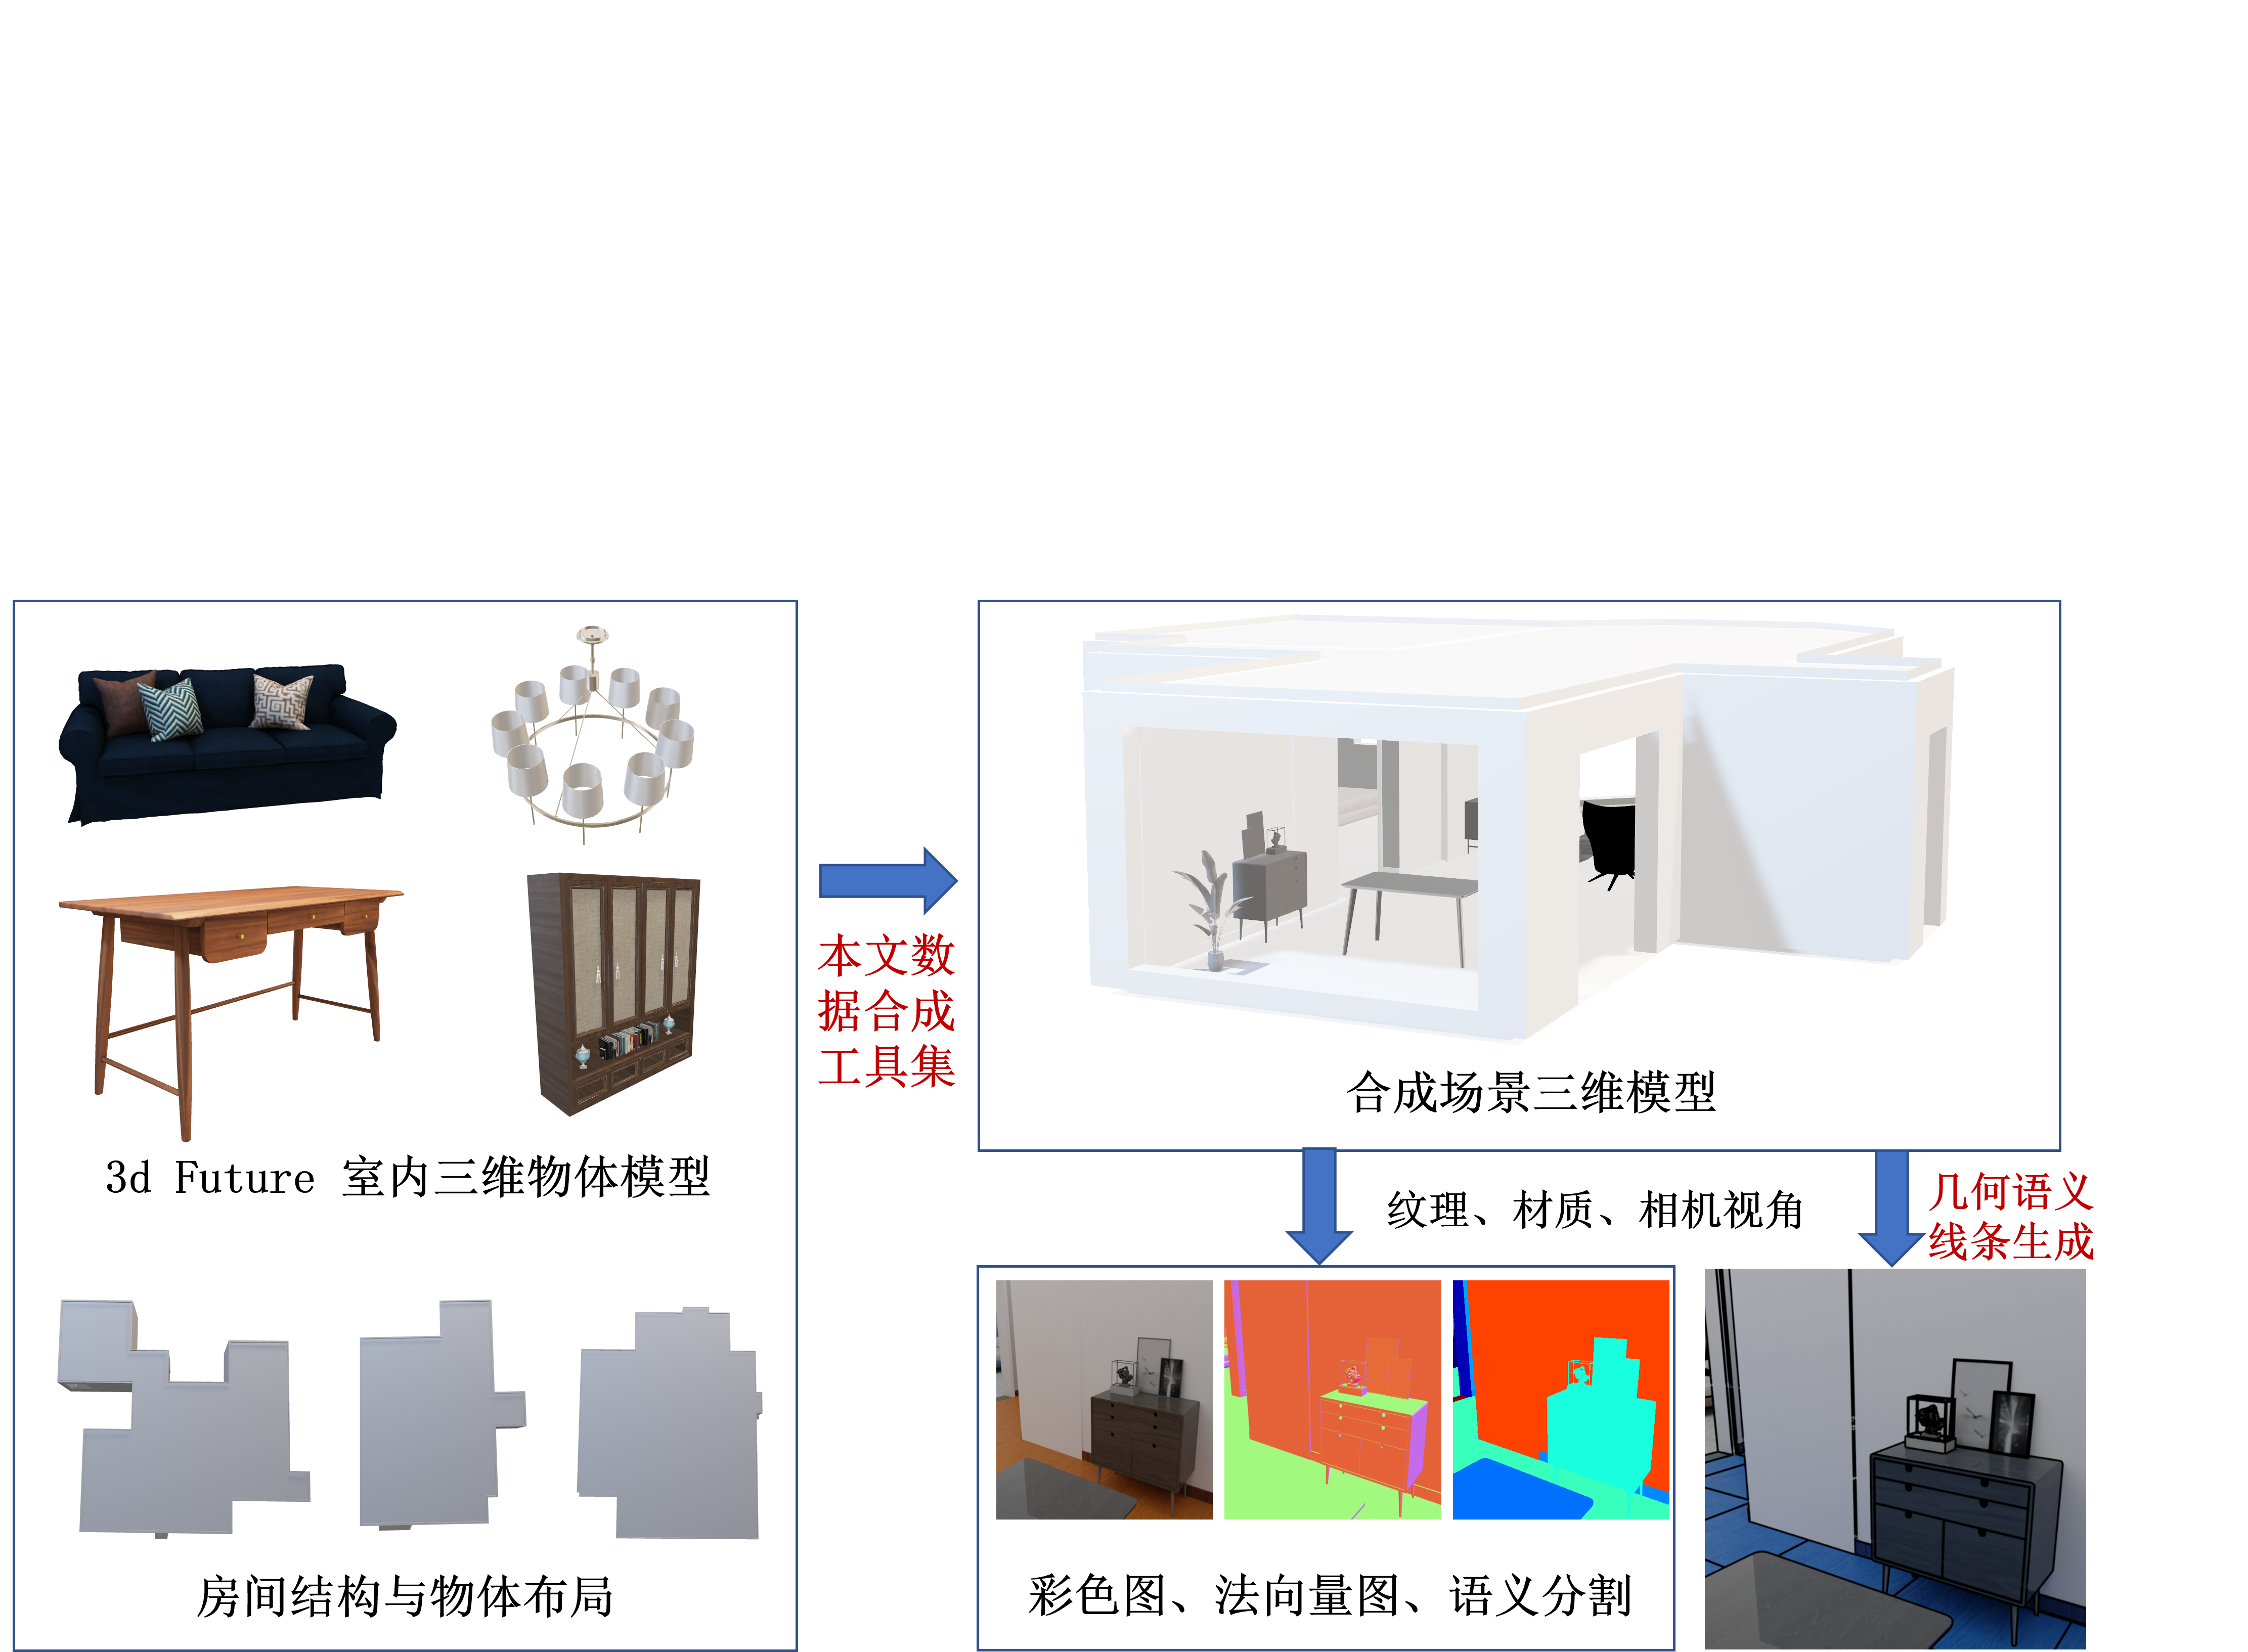 3d Future 室内三维物体模型
房间结构与物体布局
本文数
据合成
工具集
合成场景三维模型
纹理、材质、相机视角
几何语义
线条生成
彩色图、法向量图、语义分割